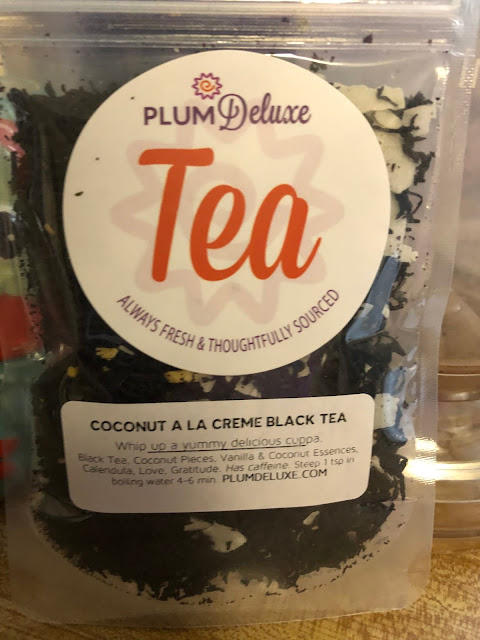 PLUM Deluxe
Tea
ALWAYS FRESH & THOUGHTFULLY SOURCED
COCONUT A LA CREME BLACK TEA
Whip up a yummy delicious cuppa.
Black Tea, Coconut Pieces, Vanilla & Coconut Essences,
Calendula, Love, Gratitude. Has caffeine. Steep 1 tsp in
boiling water 4-6 min. PLUMDELUXE.COM